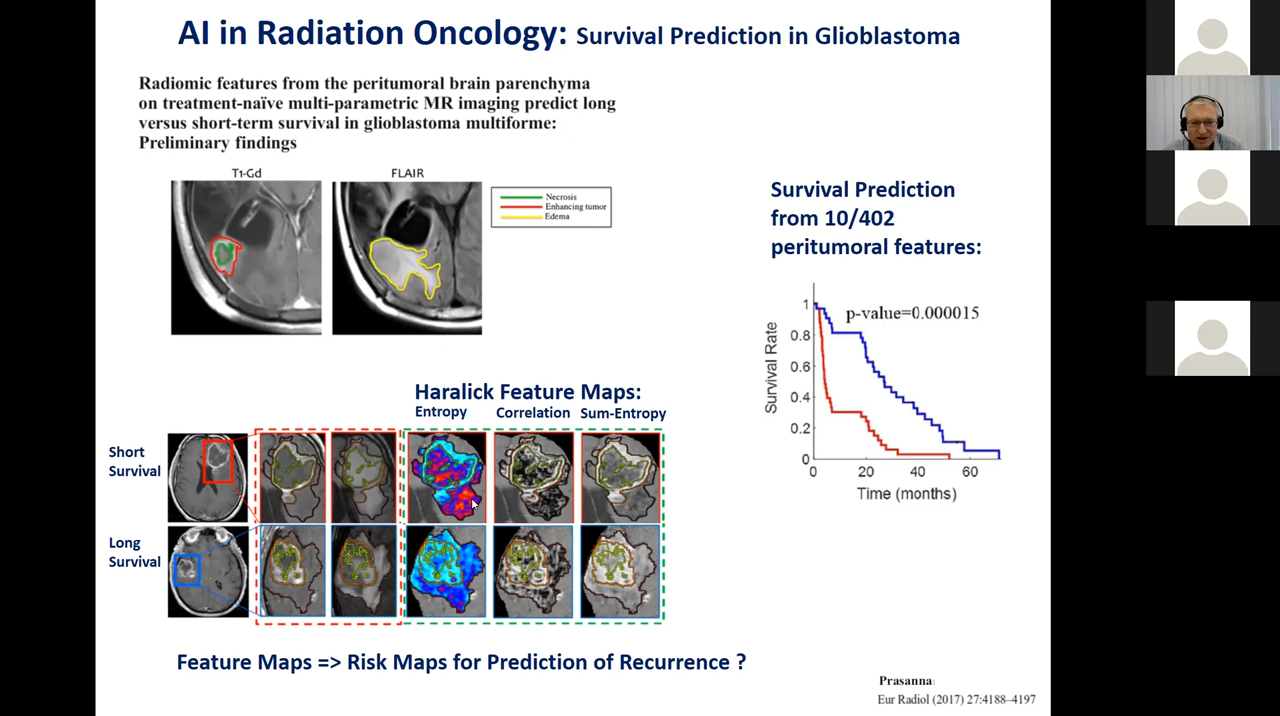 AI in Radiation Oncology: Survival Prediction in Glioblastoma
Radiomic features from the peritumoral brain parenchyma
on treatment-naïve multi-parametric MR imaging predict long
versus short-term survival in glioblastoma multiforme:
Preliminary findings
T1-Gd
FLAIR
Necrosis
Enhancing tumor
Edema
Survival Prediction
from 10/402
peritumoral features:
p-value=0.000015
Survival Rate
1
0.8
0.6
0.4
0.2
0
0 20 40 60
Time (months)
Haralick Feature Maps:
Entropy Correlation Sum-Entropy
Short
Survival
Long
Survival
Feature Maps => Risk Maps for Prediction of Recurrence ?
Prasanna
Eur Radiol (2017) 27:4188–4197